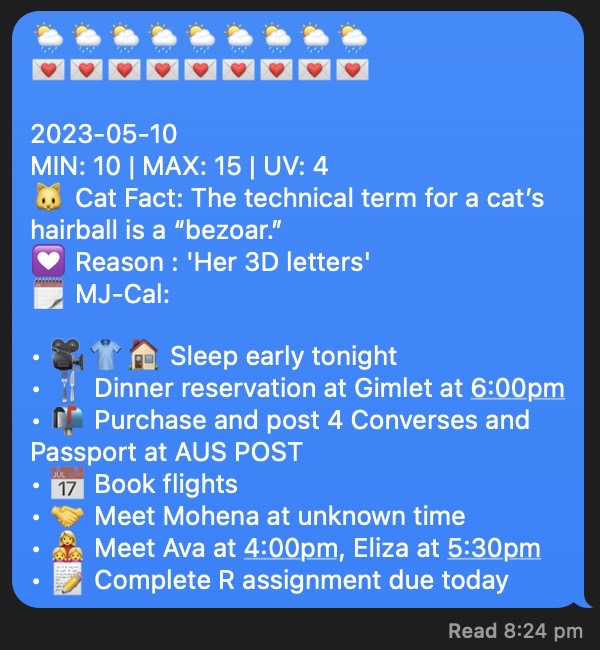 🌦️🌦️🌦️🌦️🌦️🌦️🌦️🌦️🌦️
💌💌💌💌💌💌💌💌💌
2023-05-10
MIN: 10 | MAX: 15 | UV: 4
🐱 Cat Fact: The technical term for a cat’s
hairball is a “bezoar.”
💟 Reason : 'Her 3D letters'
🗓️ MJ-Cal:
• 🎥👕🏠 Sleep early tonight
• 🍴 Dinner reservation at Gimlet at 6:00pm
• 📬 Purchase and post 4 Converses and
Passport at AUS POST
• 📅 Book flights
• 🤝 Meet Mohena at unknown time
• 👩‍👧‍👧 Meet Ava at 4:00pm, Eliza at 5:30pm
• 📝 Complete R assignment due today
Read 8:24 pm